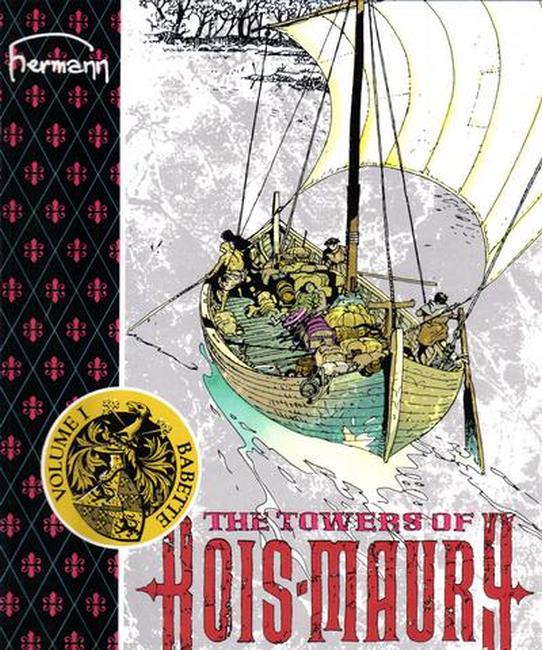 hermann
VOLUME I
BABETTE
THE TOWERS OF
BOIS-MAURY